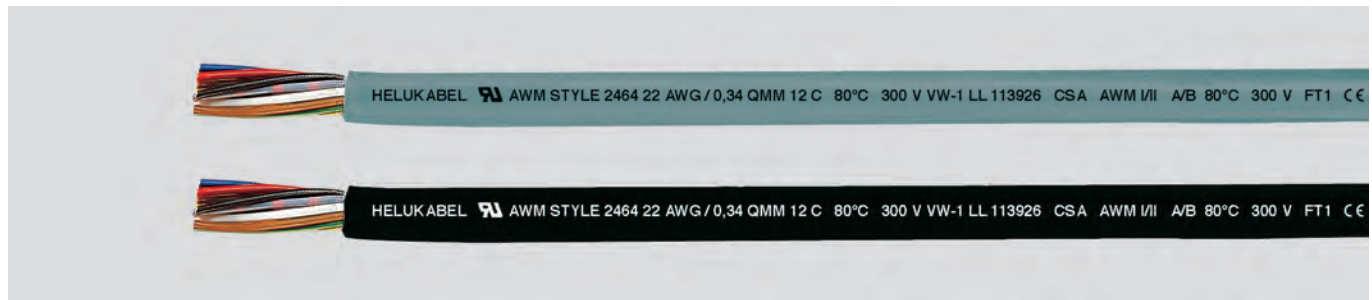 HELUKABEL RU AWM STYLE 2464 22 AWG / 0,34 QMM 12 C 80°C 300 V VW-1 LL 113926 CSA AWM I/II A/B 80°C 300 V FT1 CE
HELUKABEL RU AWM STYLE 2464 22 AWG / 0,34 QMM 12 C 80°C 300 V VW-1 LL 113926 CSA AWM I/II A/B 80°C 300 V FT1 CE